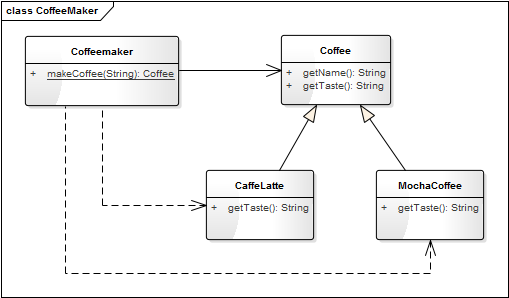 class CoffeeMaker
Coffeemaker
+ makeCoffee(String): Coffee
Coffee
+ getName(): String
+ getTaste(): String
CaffeLatte
+ getTaste(): String
MochaCoffee
+ getTaste(): String